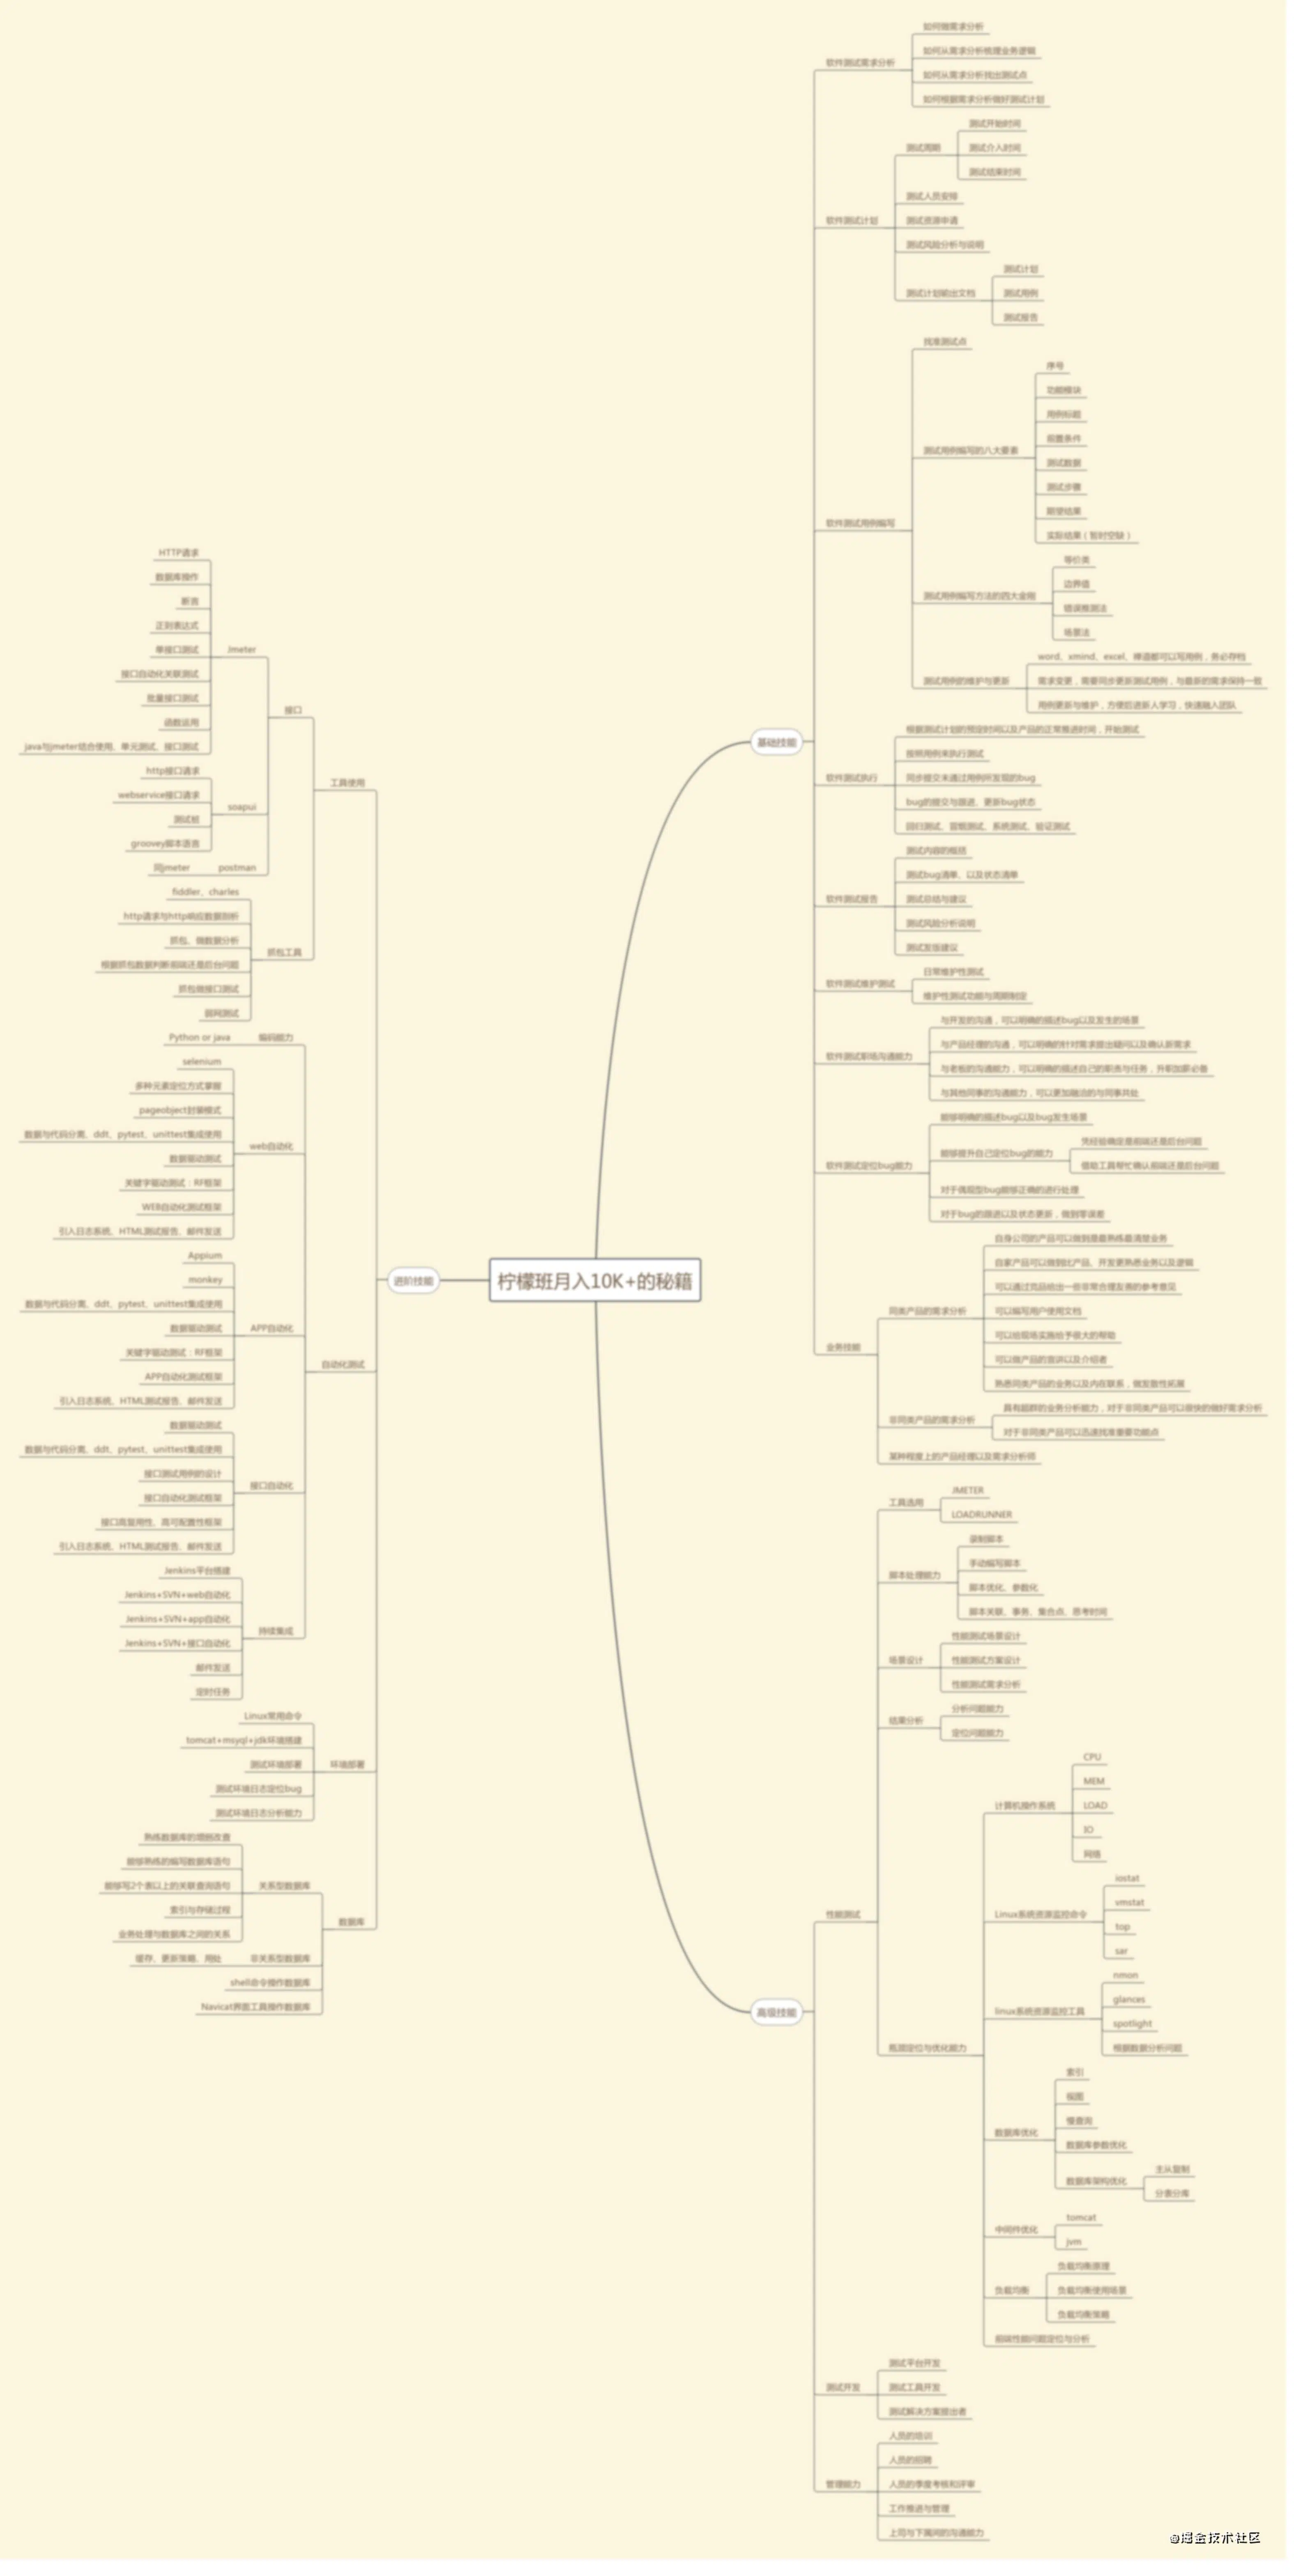 柠檬班月入10K+的秘籍
基础技能
软件测试需求分析
如何做需求分析
如何从需求分析梳理业务逻辑
如何从需求分析找出测试点
如何根据需求分析做好测试计划
软件测试计划
测试周期
测试开始时间
测试介入时间
测试结束时间
测试人员安排
测试资源申请
测试风险分析与说明
测试计划输出文档
测试计划
测试用例
测试报告
软件测试用例编写
找准测试点
测试用例编写的八大要素
序号
功能模块
用例标题
前置条件
测试数据
测试步骤
期望结果
实际结果（暂时空缺）
测试用例编写方法的四大金刚
等价类
边界值
错误推测法
场景法
测试用例的维护与更新
word、xmind、excel、禅道都可以写用例，务必存档
需求变更，需要同步更新测试用例，与最新的需求保持一致
用例更新与维护，方便后进新人学习，快速融入团队
软件测试执行
根据测试计划的预定时间以及产品的正常推进时间，开始测试
按照用例来执行测试
同步提交未通过用例并发现的bug
bug的提交与跟进、更新bug状态
回归测试、冒烟测试、系统测试、验证测试
软件测试报告
测试内容的概括
测试bug清单、以及状态清单
测试总结与建议
测试风险分析说明
测试发版建议
软件测试维护测试
日常维护性测试
维护性测试功能与周期制定
软件测试职场沟通能力
与开发的沟通，可以明确的描述bug以及发生的场景
与产品经理的沟通，可以明确的针对需求提出疑问以及确认新需求
与老板的沟通能力，可以明确的描述自己的职责与任务，升职加薪必备
与其他同事的沟通能力，可以更加融洽的与同事共处
软件测试定位bug能力
能够明确的描述bug以及bug发生场景
能够提升自己定位bug的能力
凭经验确定是前端还是后台问题
借助工具帮忙确认前端还是后台问题
对于偶现型bug能够正确的进行处理
对于bug的跟进以及状态更新，做到零误差
业务技能
同类产品的需求分析
自身公司的产品可以做到是最熟练最清楚业务
自家产品可以做到比产品、开发更熟悉业务以及逻辑
可以通过竞品给出一些非常合理反馈的参考意见
可以编写用户使用文档
可以给现场实施给予很大的帮助
可以做产品的宣讲以及介绍者
熟悉同类产品的业务以及内在联系，做发散性拓展
非同类产品的需求分析
具有超群的业务分析能力，对于非同类产品可以很快的做好需求分析
对于非同类产品可以迅速找准重要功能点
某种程度上的产品经理以及需求分析师
进阶技能
工具使用
接口
Jmeter
HTTP请求
数据库操作
断言
正则表达式
单接口测试
接口自动化关联测试
批量接口测试
函数运用
java与jmeter结合使用、单元测试、接口测试
soapui
http接口请求
webservice接口请求
测试桩
groovey脚本语言
postman
同jmeter
抓包工具
fiddler、charles
http请求与http响应数据剖析
抓包、做数据分析
根据抓包数据判断前端还是后台问题
抓包做接口测试
弱网测试
自动化测试
编码能力
Python or java
web自动化
selenium
多种元素定位方式掌握
pageobject封装模式
数据与代码分离、ddt、pytest、unittest集成使用
数据驱动测试
关键字驱动测试：RF框架
WEB自动化测试框架
引入日志系统、HTML测试报告、邮件发送
APP自动化
Appium
monkey
数据与代码分离、ddt、pytest、unittest集成使用
数据驱动测试
关键字驱动测试：RF框架
APP自动化测试框架
引入日志系统、HTML测试报告、邮件发送
接口自动化
数据驱动测试
数据与代码分离、ddt、pytest、unittest集成使用
接口测试用例的设计
接口自动化测试框架
接口高复用性、高可配置性框架
引入日志系统、HTML测试报告、邮件发送
持续集成
Jenkins平台搭建
Jenkins+SVN+web自动化
Jenkins+SVN+app自动化
Jenkins+SVN+接口自动化
邮件发送
定时任务
环境部署
Linux常用命令
tomcat+msyql+jdk环境搭建
测试环境部署
测试环境日志定位bug
测试环境日志分析能力
数据库
关系型数据库
熟练数据库的增删改查
能够熟练的编写数据库语句
能够写2个表以上的关联查询语句
索引与存储过程
业务处理与数据库之间的关系
非关系型数据库
缓存、更新策略、用处
shell命令操作数据库
Navicat界面工具操作数据库
高级技能
性能测试
工具选用
JMETER
LOADRUNNER
脚本处理能力
录制脚本
手动编写脚本
脚本优化、参数化
脚本关联、事务、集合点、思考时间
场景设计
性能测试场景设计
性能测试方案设计
性能测试需求分析
结果分析
分析问题能力
定位问题能力
瓶颈定位与优化能力
计算机操作系统
CPU
MEM
LOAD
IO
网络
Linux系统资源监控命令
iostat
vmstat
top
sar
linux系统资源监控工具
nmon
glances
spotlight
根据数据分析问题
数据库优化
索引
视图
慢查询
数据库参数优化
数据库架构优化
主从复制
分表分库
中间件优化
tomcat
jvm
负载均衡
负载均衡原理
负载均衡使用场景
负载均衡策略
前端性能问题定位与分析
测试开发
测试平台开发
测试工具开发
测试解决方案提出者
管理能力
人员的培训
人员的招聘
人员的季度考核和评审
工作推进与管理
上司与下属间的沟通能力
@掘金技术社区